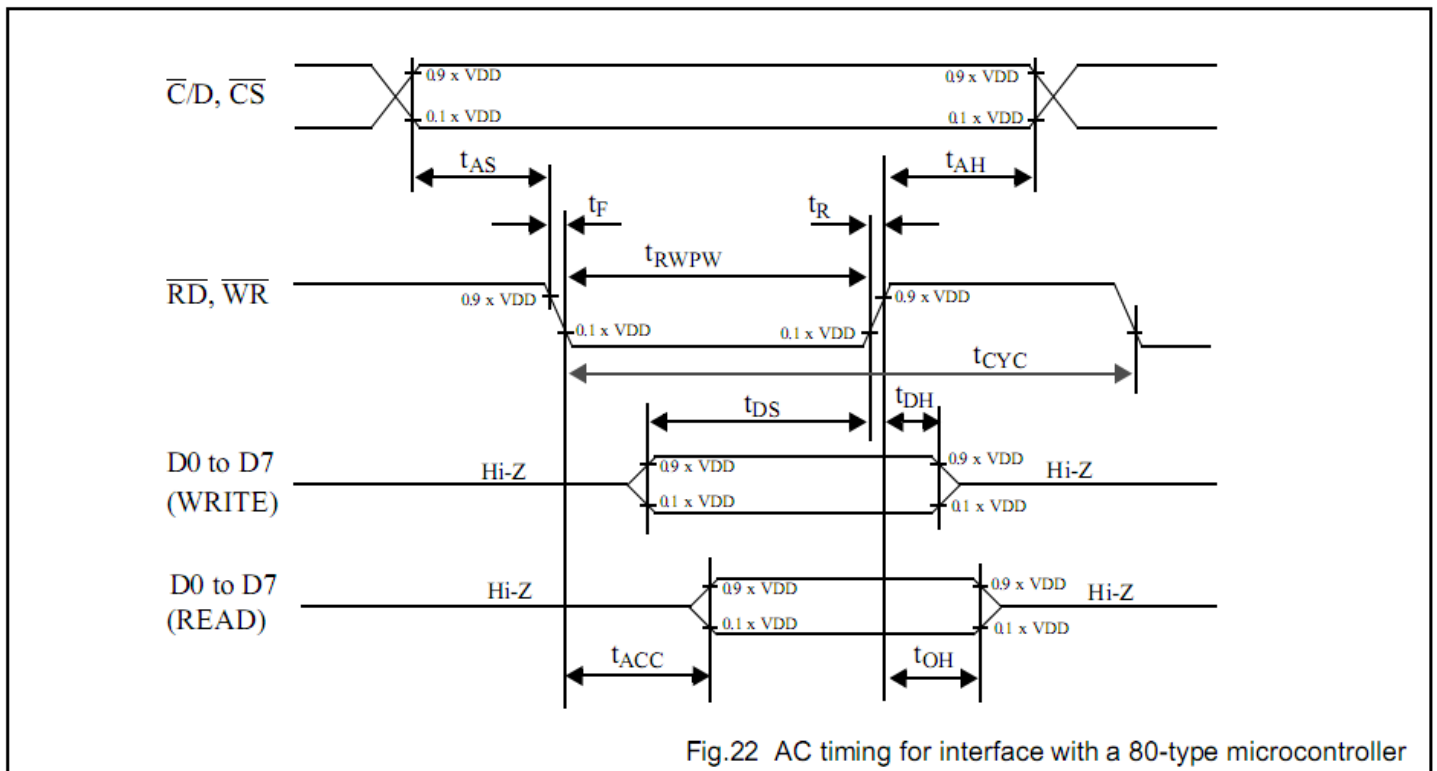 C̅/D, C̅S̅
0.9 x VDD
0.9 x VDD
0.1 x VDD
0.1 x VDD
tAS
tAH
tF
tR
tRWPW
R̅D̅, W̅R̅
0.9 x VDD
0.9 x VDD
0.1 x VDD
0.1 x VDD
tCYC
tDS
tDH
D0 to D7
(WRITE)
Hi-Z
0.9 x VDD
0.9 x VDD
Hi-Z
0.1 x VDD
0.1 x VDD
D0 to D7
(READ)
Hi-Z
0.9 x VDD
0.9 x VDD
Hi-Z
0.1 x VDD
0.1 x VDD
tACC
tOH
Fig.22 AC timing for interface with a 80-type microcontroller